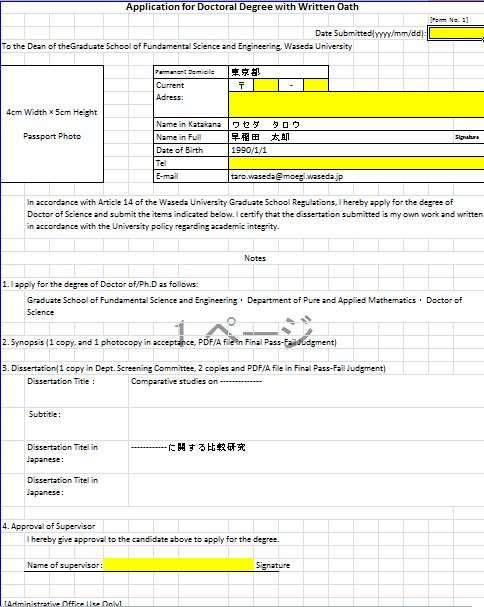 Application for Doctoral Degree with Written Oath
[Form No. 1]
Date Submitted(yyyy/mm/dd):
To the Dean of theGraduate School of Fundamental Science and Engineering, Waseda University
4cm Width × 5cm Height
Passport Photo
Permanent Domicile 東京都
Current 〒 -
Adress:
Name in Katakana ワセダ タロウ
Name in Full 早稲田 太郎 Signature
Date of Birth 1990/1/1
Tel
E-mail taro.waseda@moegi.waseda.jp
In accordance with Article 14 of the Waseda University Graduate School Regulations, I hereby apply for the degree of
Doctor of Science and submit the items indicated below. I certify that the dissertation submitted is my own work and written
in accordance with the University policy regarding academic integrity.
Notes
1. I apply for the degree of Doctor of/Ph.D as follows:
Graduate School of Fundamental Science and Engineering・ Department of Pure and Applied Mathematics・ Doctor of
Science
1 ページ
2. Synopsis (1 copy, and 1 photocopy in acceptance, PDF/A file in Final Pass-Fail Judgment)
3. Dissertation(1 copy in Dept. Screening Committee, 2 copies and PDF/A file in Final Pass-Fail Judgment)
Dissertation Title: Comparative studies on --------------
Subtitle:
Dissertation Titel in ------------に関する比較研究
Japanese:
Dissertation Titel in
Japanese:
4. Approval of Supervisor
I hereby give approval to the candidate above to apply for the degree.
Name of supervisor: Signature
[Administrative Office Use Only]